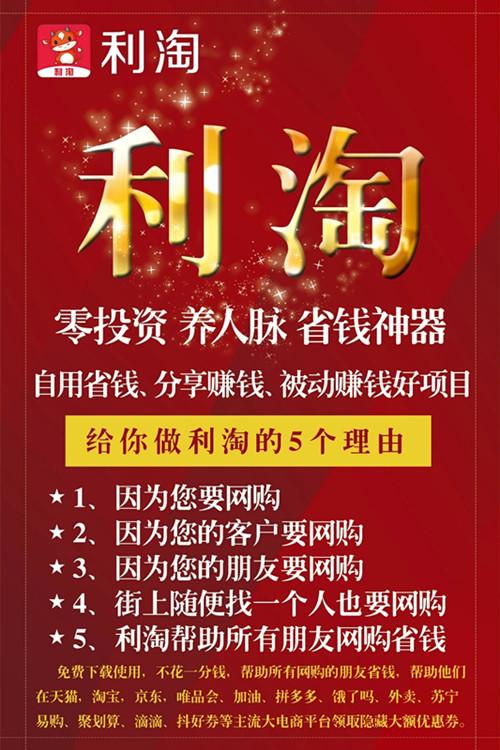 利淘
利淘
利淘
零投资 养人脉 省钱神器
自用省钱、分享赚钱、被动赚钱好项目
给你做利淘的5个理由
★1、因为您要网购
★2、因为您的客户要网购
★3、因为您的朋友要网购
★4、街上随便找一个人也要网购
★5、利淘帮助所有朋友网购省钱
免费下载使用，不花一分钱，帮助所有网购的朋友省钱，帮助他们
在天猫，淘宝，京东，唯品会、加油、拼多多、饿了吗、外卖、苏宁
易购、聚划算、滴滴、抖好券等主流大电商平台领取隐藏大额优惠券。